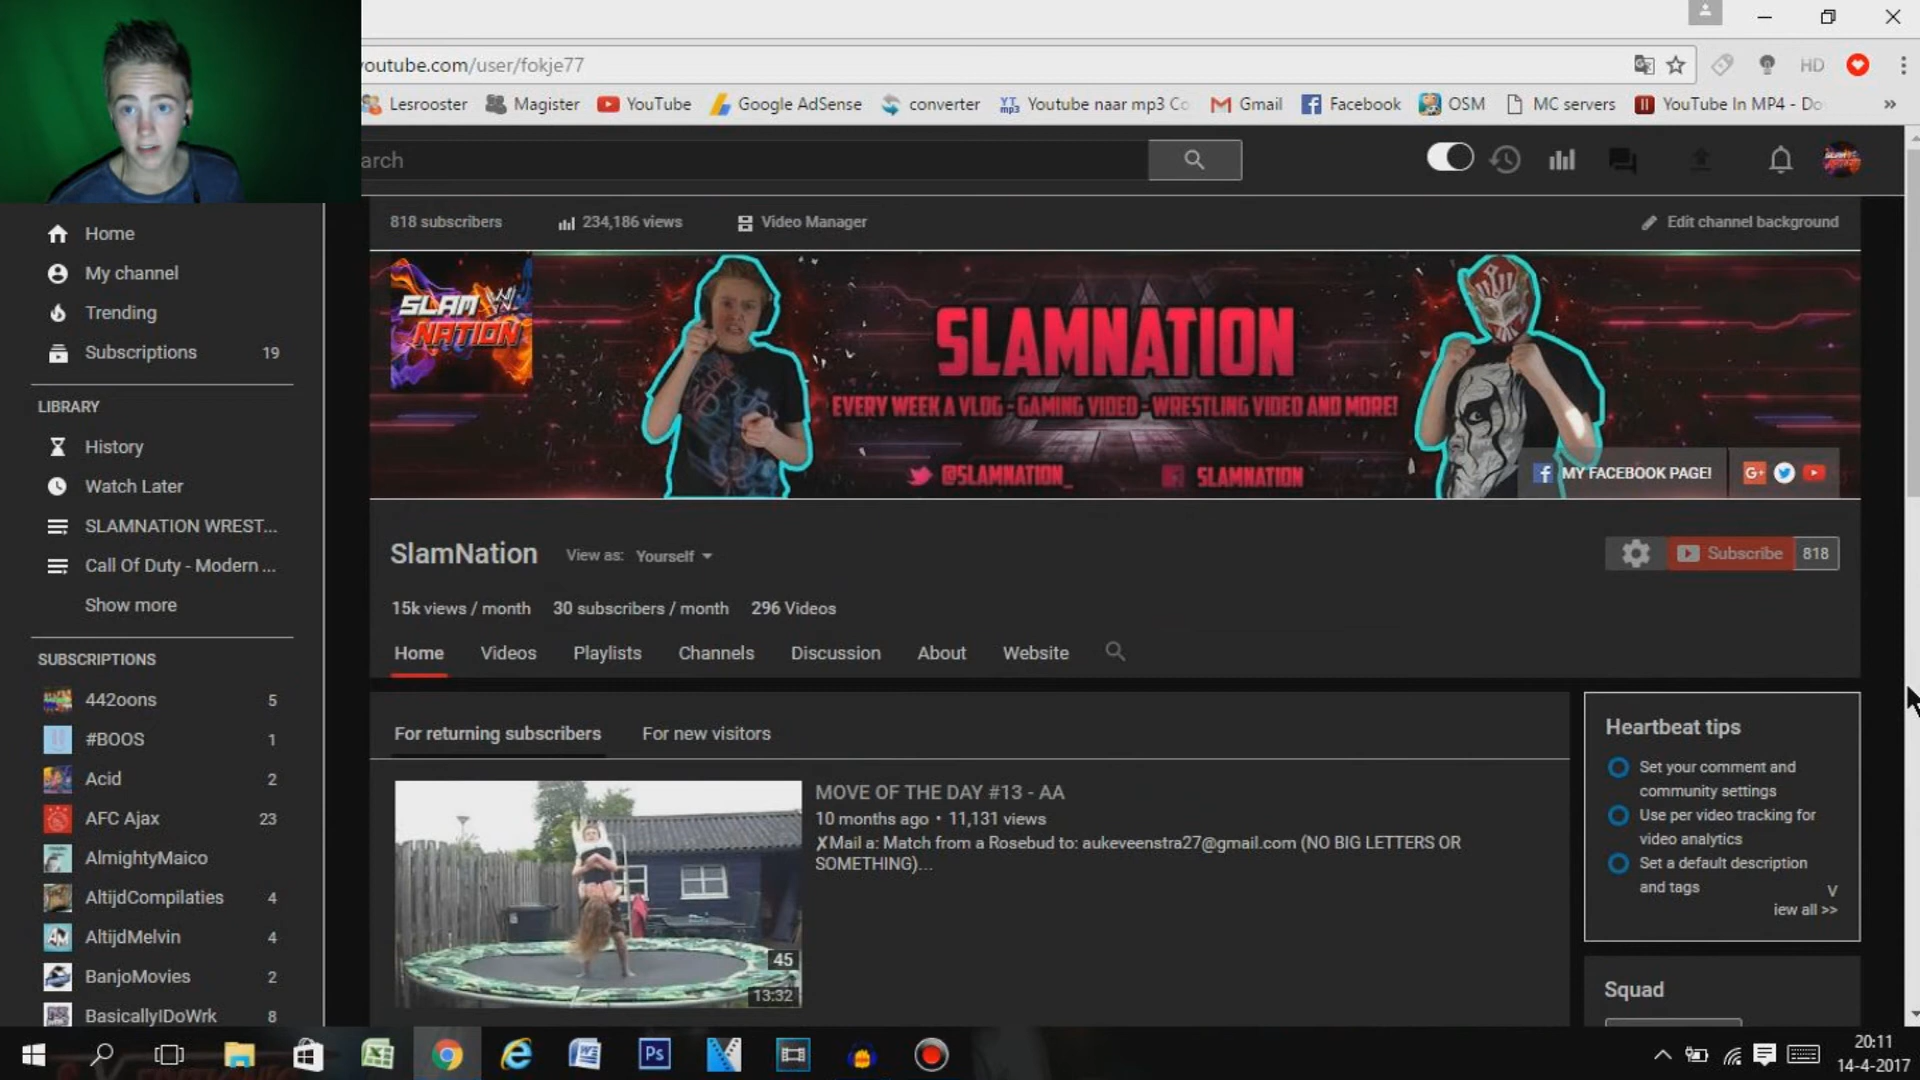 youtube.com/user/fokje77
HD
Lesrooster
Magister
YouTube
Google AdSense
converter
Youtube naar mp3 Co
Gmail
Facebook
OSM
MC servers
YouTube In MP4 - Do
»
arch
818 subscribers
234,186 views
Video Manager
Edit channel background
SLAM
NATION
SLAMNATION
EVERY WEEK A VLOG - GAMING VIDEO - WRESTLING VIDEO AND MORE!
@SLAMNATION_
SLAMNATION
MY FACEBOOK PAGE!
G+
Home
My channel
Trending
Subscriptions 19
LIBRARY
History
Watch Later
SLAMNATION WREST...
Call Of Duty - Modern ...
Show more
SUBSCRIPTIONS
442oons 5
#BOOS 1
Acid 2
AFC Ajax 23
AlmightyMaico
AltijdCompilaties 4
AltijdMelvin 4
BanjoMovies 2
BasicallyIDoWrk 8
SlamNation View as: Yourself
Subscribe 818
15k views / month 30 subscribers / month 296 Videos
Home Videos Playlists Channels Discussion About Website
For returning subscribers For new visitors
MOVE OF THE DAY #13 - AA
10 months ago • 11,131 views
✗Mail a: Match from a Rosebud to: aukeveenstra27@gmail.com (NO BIG LETTERS OR
SOMETHING)...
45
13:32
Heartbeat tips
Set your comment and
community settings
Use per video tracking for
video analytics
Set a default description
and tags
V
iew all >>
Squad
Ps
20:11
14-4-2017